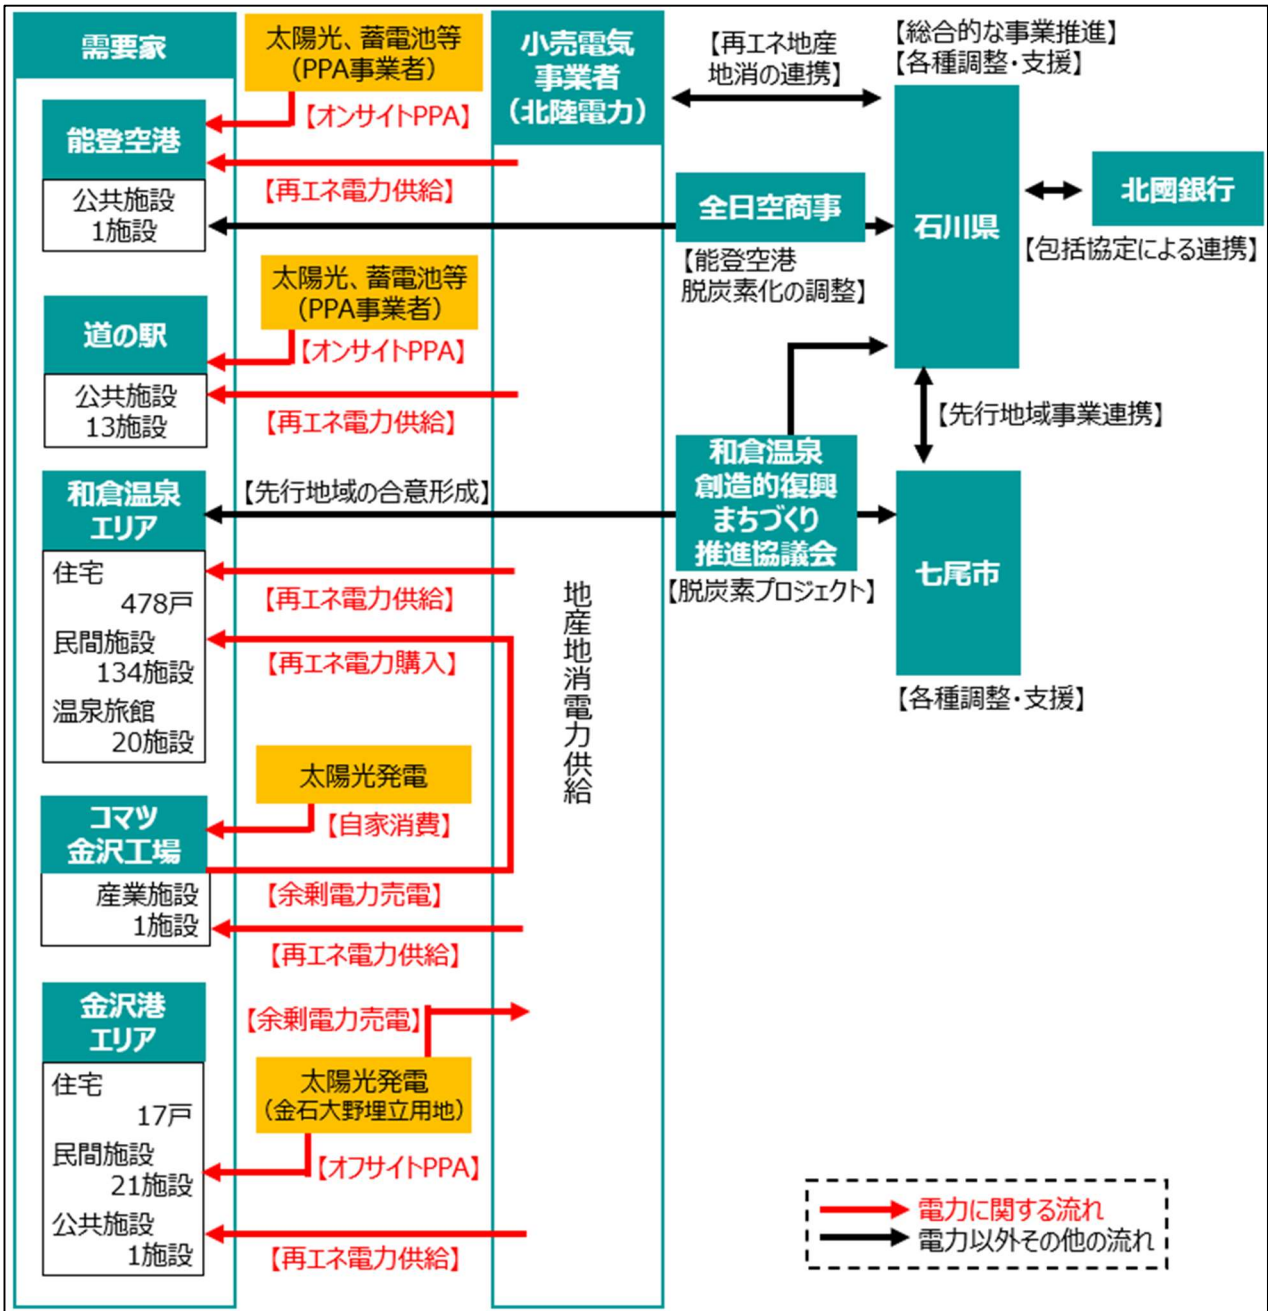 需要家
太陽光、蓄電池等
(PPA事業者)
【オンサイトPPA】
能登空港
【再エネ電力供給】
公共施設
1施設
太陽光、蓄電池等
(PPA事業者)
道の駅
【オンサイトPPA】
公共施設
13施設
【再エネ電力供給】
和倉温泉
エリア
【先行地域の合意形成】
住宅
478戸
民間施設
134施設
温泉旅館
20施設
【再エネ電力供給】
【再エネ電力購入】
太陽光発電
コマツ
金沢工場
【自家消費】
産業施設
1施設
【余剰電力売電】
【再エネ電力供給】
金沢港
エリア
【余剰電力売電】
住宅
17戸
民間施設
21施設
公共施設
1施設
太陽光発電
(金石大野埋立用地)
【オフサイトPPA】
【再エネ電力供給】
小売電気
事業者
(北陸電力)
地産地消電力供給
【再エネ地産
地消の連携】
【総合的な事業推進】
【各種調整・支援】
全日空商事
【能登空港
脱炭素化の調整】
石川県
北國銀行
【包括協定による連携】
【先行地域事業連携】
和倉温泉
創造的復興
まちづくり
推進協議会
【脱炭素プロジェクト】
七尾市
【各種調整・支援】
電力に関する流れ
電力以外その他の流れ